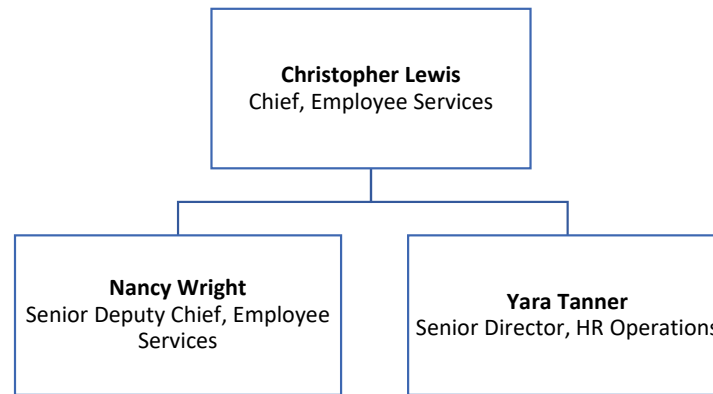 Christopher Lewis
Chief, Employee Services
Nancy Wright
Senior Deputy Chief, Employee
Services
Yara Tanner
Senior Director, HR Operations